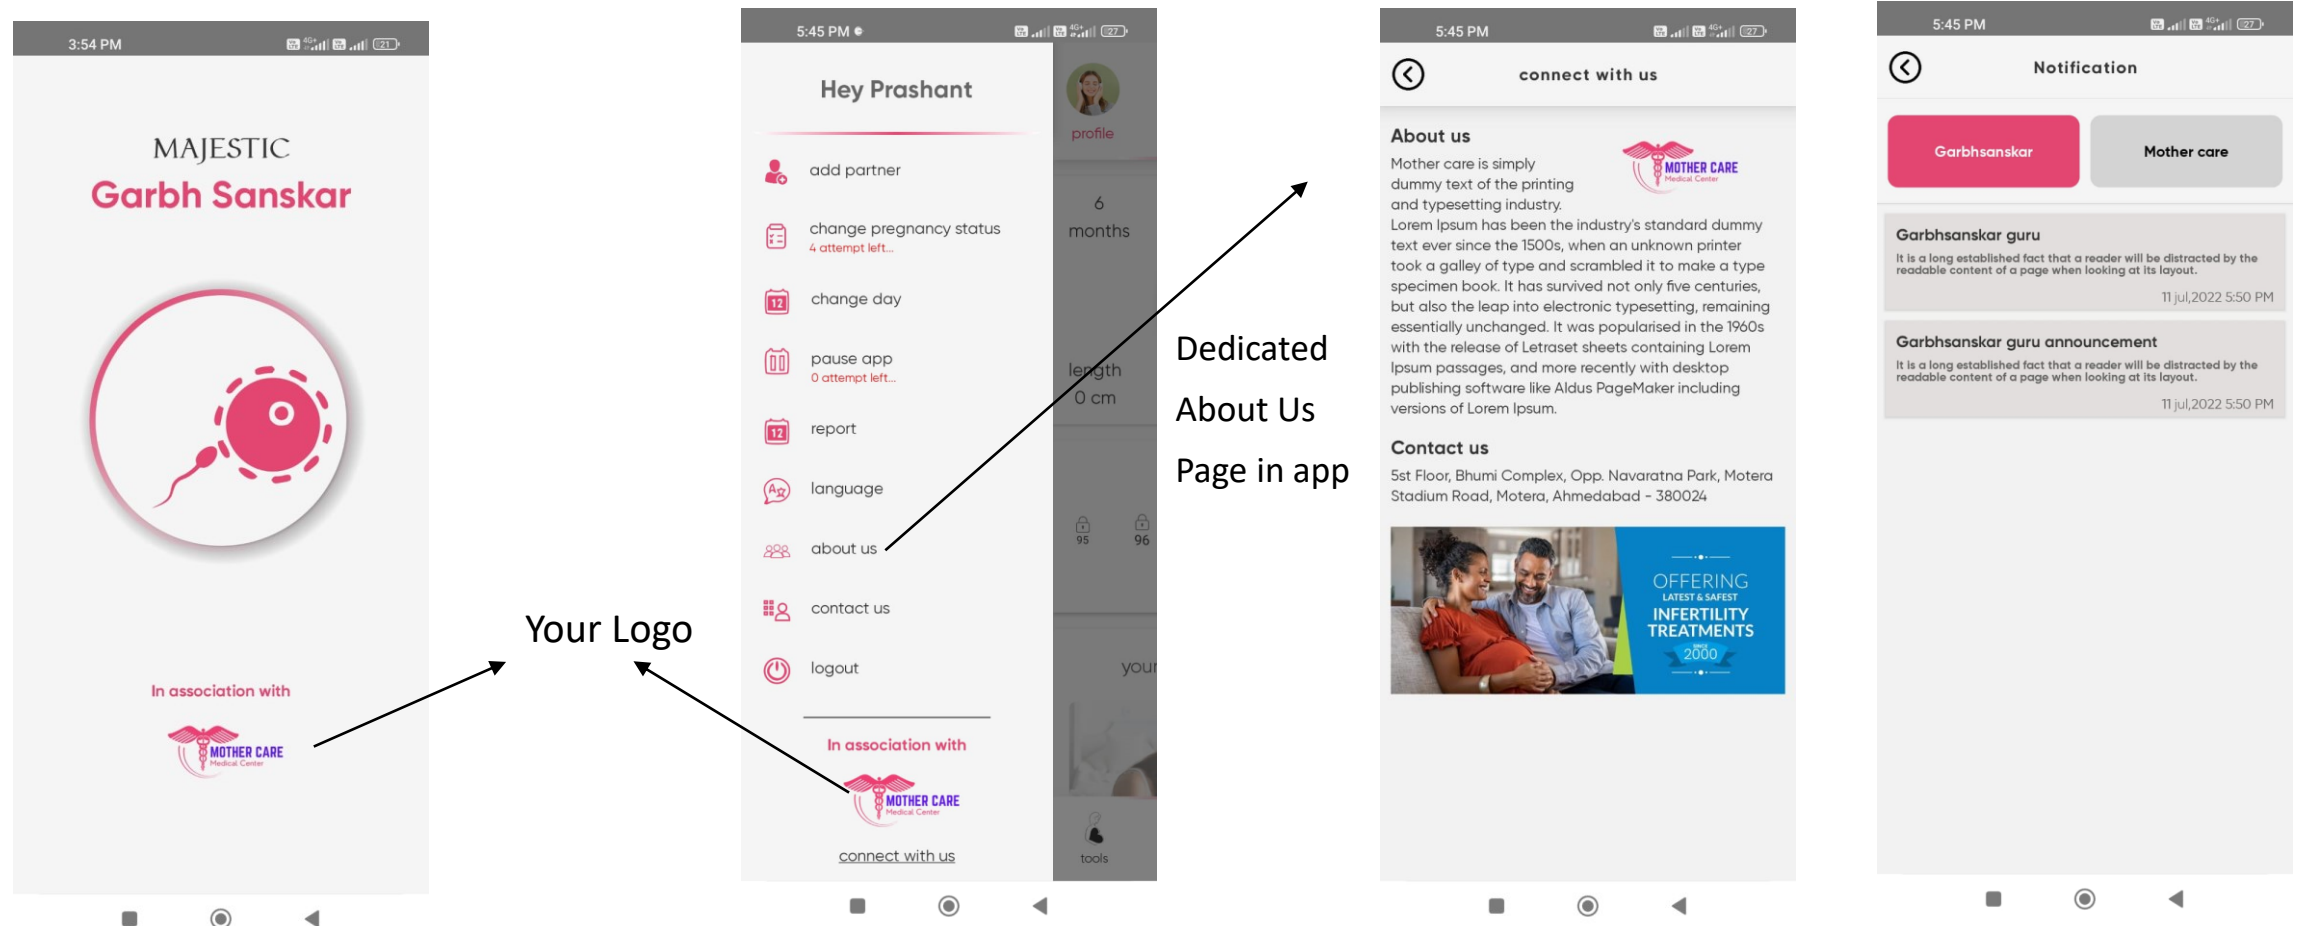 3:54 PM
4G+
21
MAJESTIC
Garbh Sanskar
In association with
MOTHER CARE
Medical Center
Your Logo
5:45 PM
4G+
27
Hey Prashant
add partner
change pregnancy status
4 attempt left...
12
change day
pause app
0 attempt left...
12
report
language
about us
contact us
logout
In association with
MOTHER CARE
Medical Center
connect with us
profile
6
months
length
0 cm
95
96
your
tools
Dedicated
About Us
Page in app
5:45 PM
4G+
27
connect with us
About us
MOTHER CARE
Medical Center
Mother care is simply
dummy text of the printing
and typesetting industry.
Lorem Ipsum has been the industry's standard dummy
text ever since the 1500s, when an unknown printer
took a galley of type and scrambled it to make a type
specimen book. It has survived not only five centuries,
but also the leap into electronic typesetting, remaining
essentially unchanged. It was popularised in the 1960s
with the release of Letraset sheets containing Lorem
Ipsum passages, and more recently with desktop
publishing software like Aldus PageMaker including
versions of Lorem Ipsum.
Contact us
5st Floor, Bhumi Complex, Opp. Navaratna Park, Motera
Stadium Road, Motera, Ahmedabad - 380024
OFFERING
LATEST & SAFEST
INFERTILITY
TREATMENTS
SINCE
2000
5:45 PM
4G+
27
Notification
Garbhsanskar
Mother care
Garbhsanskar guru
It is a long established fact that a reader will be distracted by the
readable content of a page when looking at its layout.
11 jul,2022 5:50 PM
Garbhsanskar guru announcement
It is a long established fact that a reader will be distracted by the
readable content of a page when looking at its layout.
11 jul,2022 5:50 PM